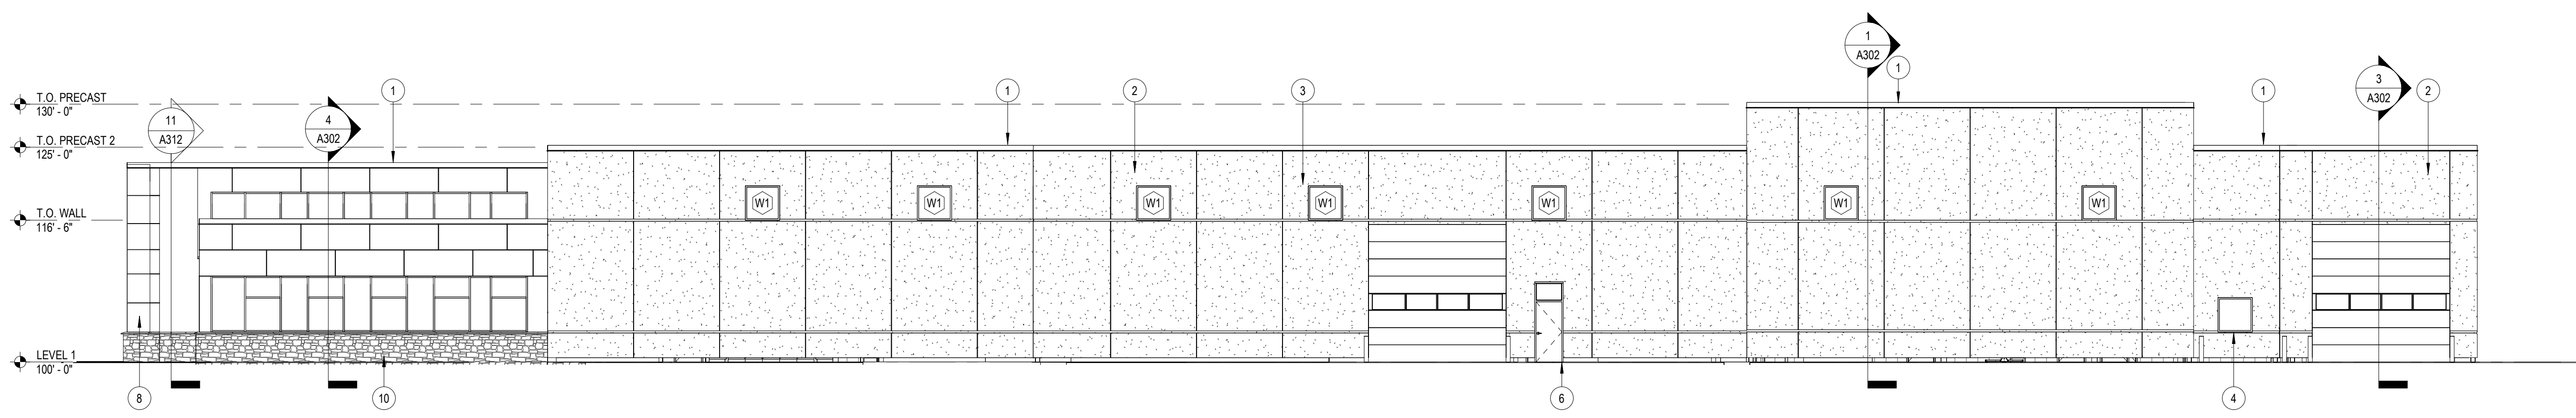 1
A302
1
3
A302
T.O. PRECAST
130' - 0"
1
1
2
3
1
2
11
A312
4
A302
T.O. PRECAST 2
125' - 0"
W1
W1
W1
W1
W1
W1
W1
T.O. WALL
116' - 6"
LEVEL 1
100' - 0"
8
10
6
4